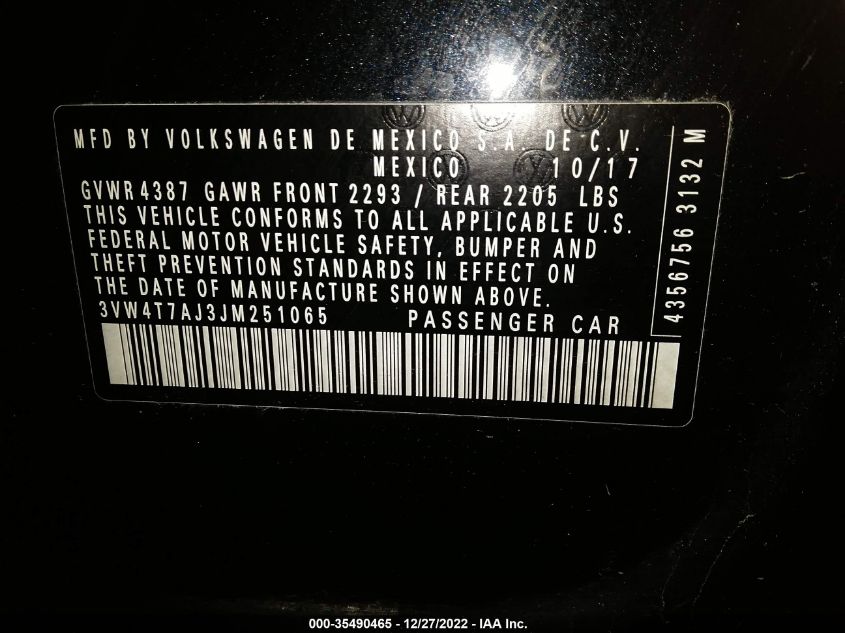 MFD BY VOLKSWAGEN DE MEXICO S.A. DE C.V.
MEXICO 10/17
GVWR 4387 GAWR FRONT 2293 / REAR 2205 LBS
THIS VEHICLE CONFORMS TO ALL APPLICABLE U.S.
FEDERAL MOTOR VEHICLE SAFETY, BUMPER AND
THEFT PREVENTION STANDARDS IN EFFECT ON
THE DATE OF MANUFACTURE SHOWN ABOVE.
3VW4T7AJ3JM251065 PASSENGER CAR
4356756 3132 M
000-35490465 - 12/27/2022 - IAA Inc.